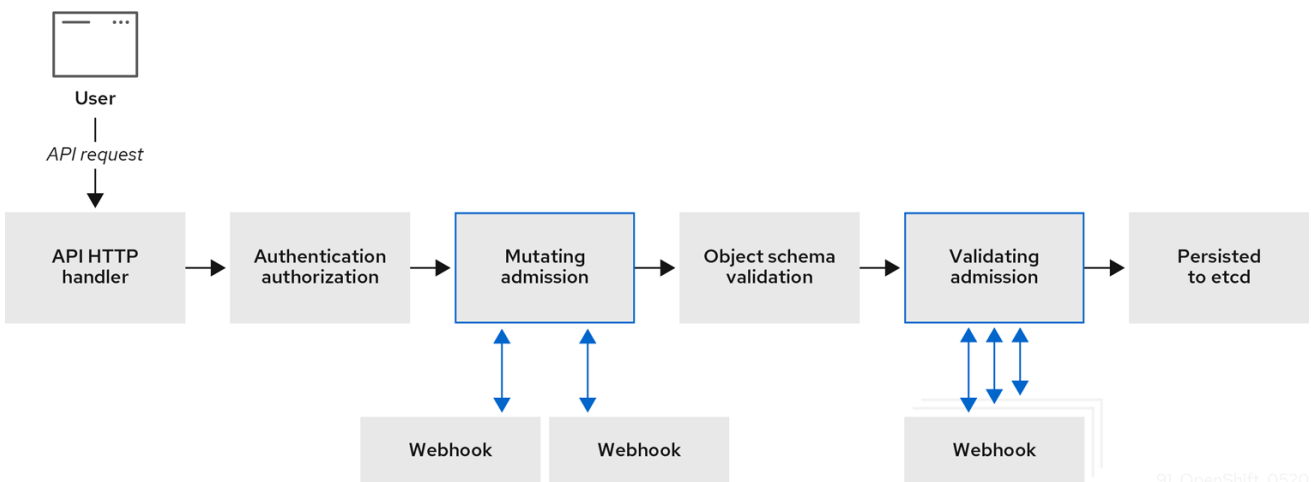 User
API request
API HTTP
handler
Authentication
authorization
Mutating
admission
Object schema
validation
Validating
admission
Persisted
to etcd
Webhook
Webhook
Webhook
91_OpenShift_0520